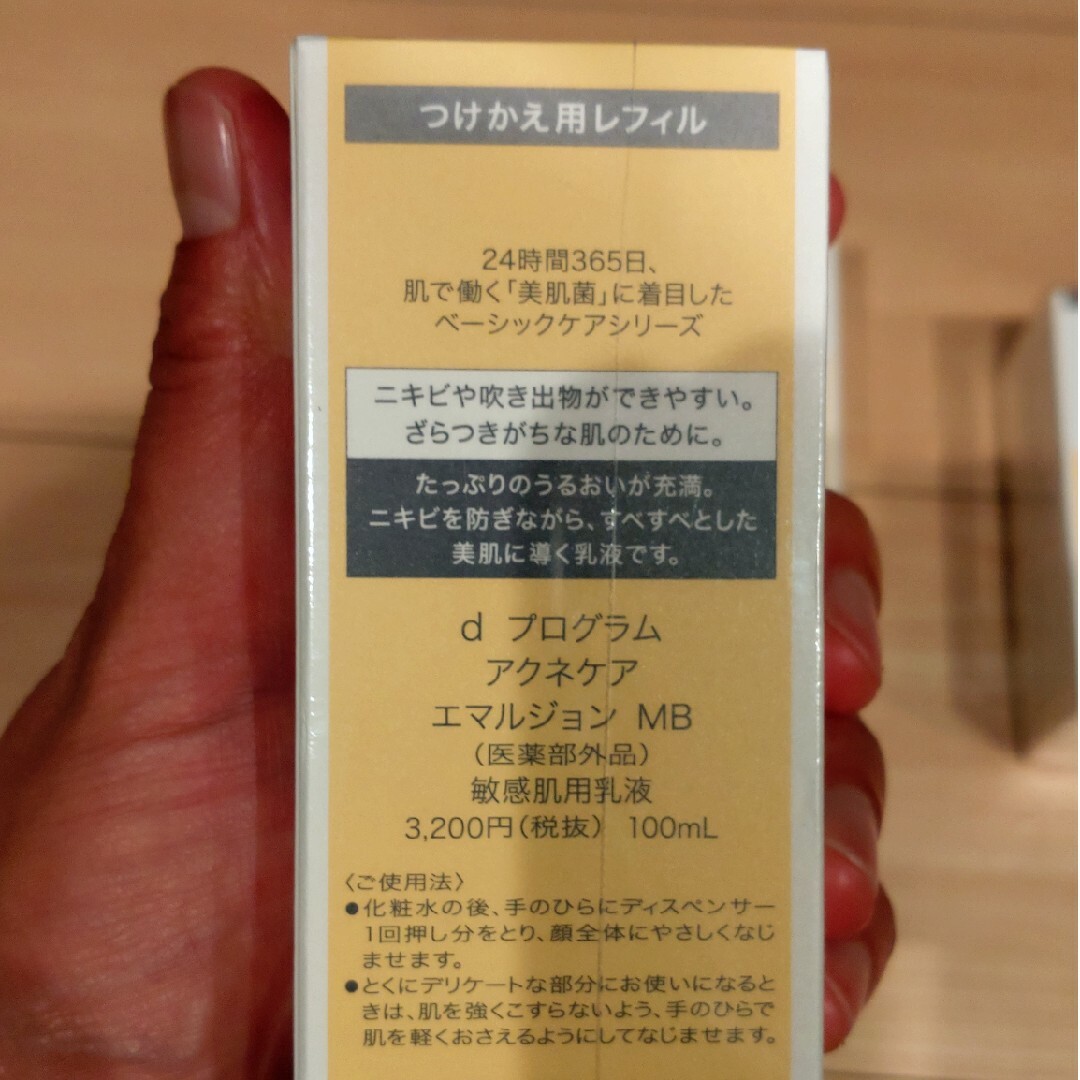 つけかえ用レフィル
24時間365日、
肌で働く「美肌菌」に着目した
ベーシックケアシリーズ
ニキビや吹き出物ができやすい。
ざらつきがちな肌のために。
たっぷりのうるおいが充満。
ニキビを防ぎながら、すべすべとした
美肌に導く乳液です。
d プログラム
アクネケア
エマルジョン MB
(医薬部外品)
敏感肌用乳液
3,200円(税抜) 100mL
〈ご使用法〉
●化粧水の後、手のひらにディスペンサー
1回押し分をとり、顔全体にやさしくなじ
ませます。
●とくにデリケートな部分にお使いになると
きは、肌を強くこすらないよう、手のひらで
肌を軽くおさえるようにしてなじませます。